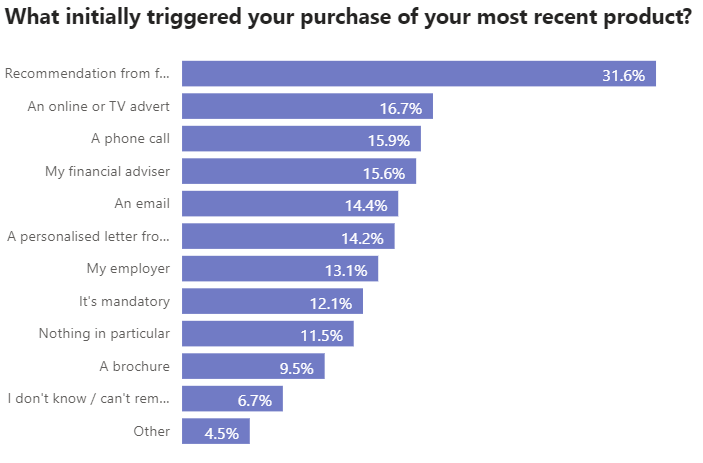 What initially triggered your purchase of your most recent product?
Recommendation from f... 31.6%
An online or TV advert 16.7%
A phone call 15.9%
My financial adviser 15.6%
An email 14.4%
A personalised letter fro... 14.2%
My employer 13.1%
It's mandatory 12.1%
Nothing in particular 11.5%
A brochure 9.5%
I don't know / can't rem... 6.7%
Other 4.5%